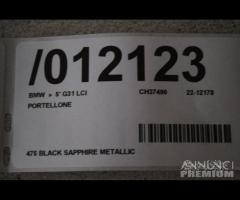 /012123
BMW > 5' G31 LCI CH37496 22-12178
PORTELLONE
475 BLACK SAPPHIRE METALLIC
ANNUNCI
PREMIUM